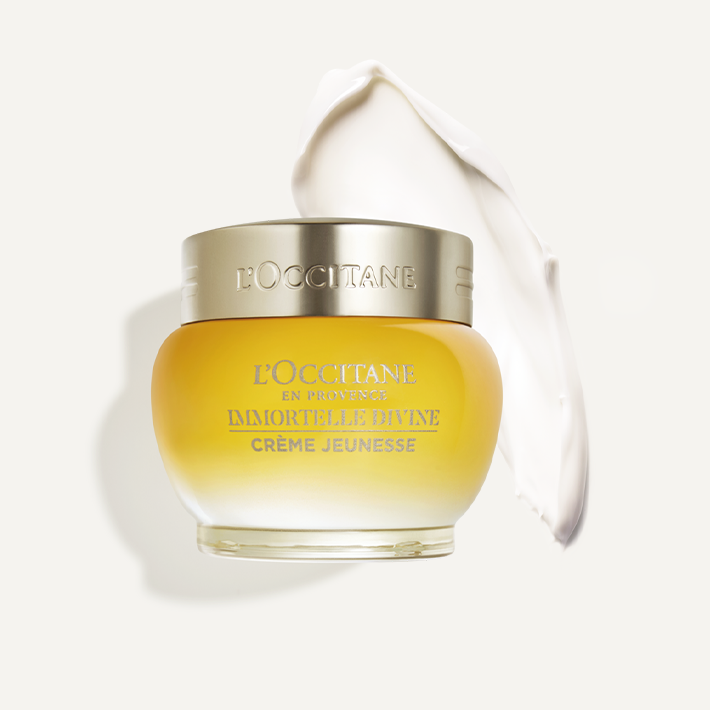 L'OCCITANE
L'OCCITANE
EN PROVENCE
IMMORTELLE DIVINE
CRÈME JEUNESSE